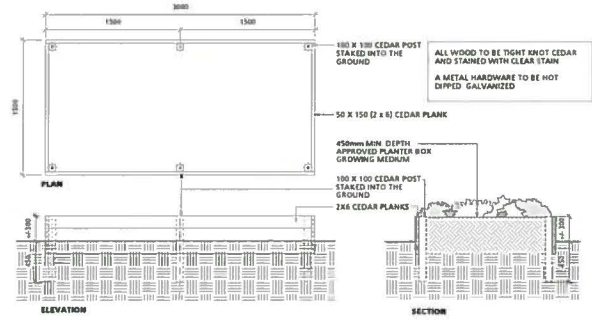 3000
1500 1500
100 X 100 CEDAR POST
STAKED INTO THE
GROUND
ALL WOOD TO BE TIGHT KNOT CEDAR
AND STAINED WITH CLEAR STAIN
A METAL HARDWARE TO BE HOT
DIPPED GALVANIZED
1500
50 X 150 (2 x 6) CEDAR PLANK
450mm MIN DEPTH
APPROVED PLANTER BOX
GROWING MEDIUM
PLAN
100 X 100 CEDAR POST
STAKED INTO THE
GROUND
2X6 CEDAR PLANKS
+/-300
450
+/- 300
450
ELEVATION
SECTION